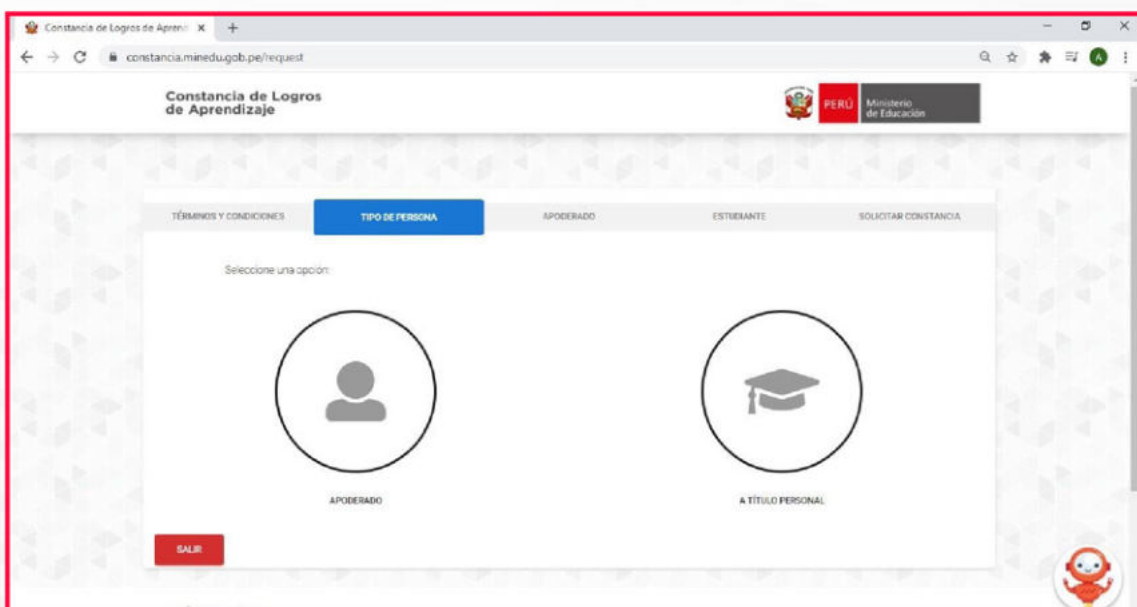 Constancia de Logros de Aprend
constancia.minedu.gob.pe/request
A
Constancia de Logros
de Aprendizaje
PERÚ
Ministerio
de Educación
TÉRMINOS Y CONDICIONES
TIPO DE PERSONA
APODERADO
ESTUDIANTE
SOLICITAR CONSTANCIA
Seleccione una opción:
APODERADO
A TÍTULO PERSONAL
SALIR